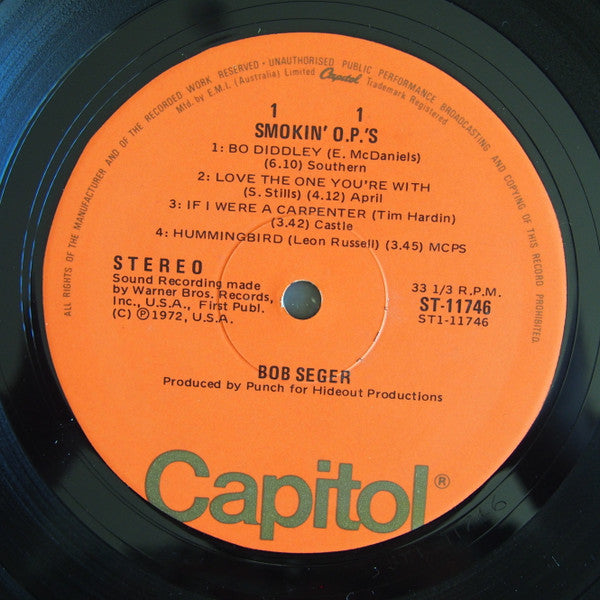 ALL RIGHTS OF THE MANUFACTURER AND OF THE RECORDED WORK RESERVED • UNAUTHORISED PUBLIC PERFORMANCE BROADCASTING AND COPYING OF THIS RECORD PROHIBITED.
Mfd. by E.M.I. (Australia) Limited Capitol Trademark Registered
1 1
SMOKIN' O.P.'S
1: BO DIDDLEY (E. McDaniels)
(6.10) Southern
2: LOVE THE ONE YOU'RE WITH
(S. Stills) (4.12) April
3: IF I WERE A CARPENTER (Tim Hardin)
(3.42) Castle
4: HUMMINGBIRD (Leon Russell) (3.45) MCPS
STEREO
Sound Recording made
by Warner Bros. Records,
Inc., U.S.A., First Publ.
(C) Ⓟ1972, U.S.A.
33 1/3 R.P.M.
ST-11746
ST1-11746
BOB SEGER
Produced by Punch for Hideout Productions
Capitol®